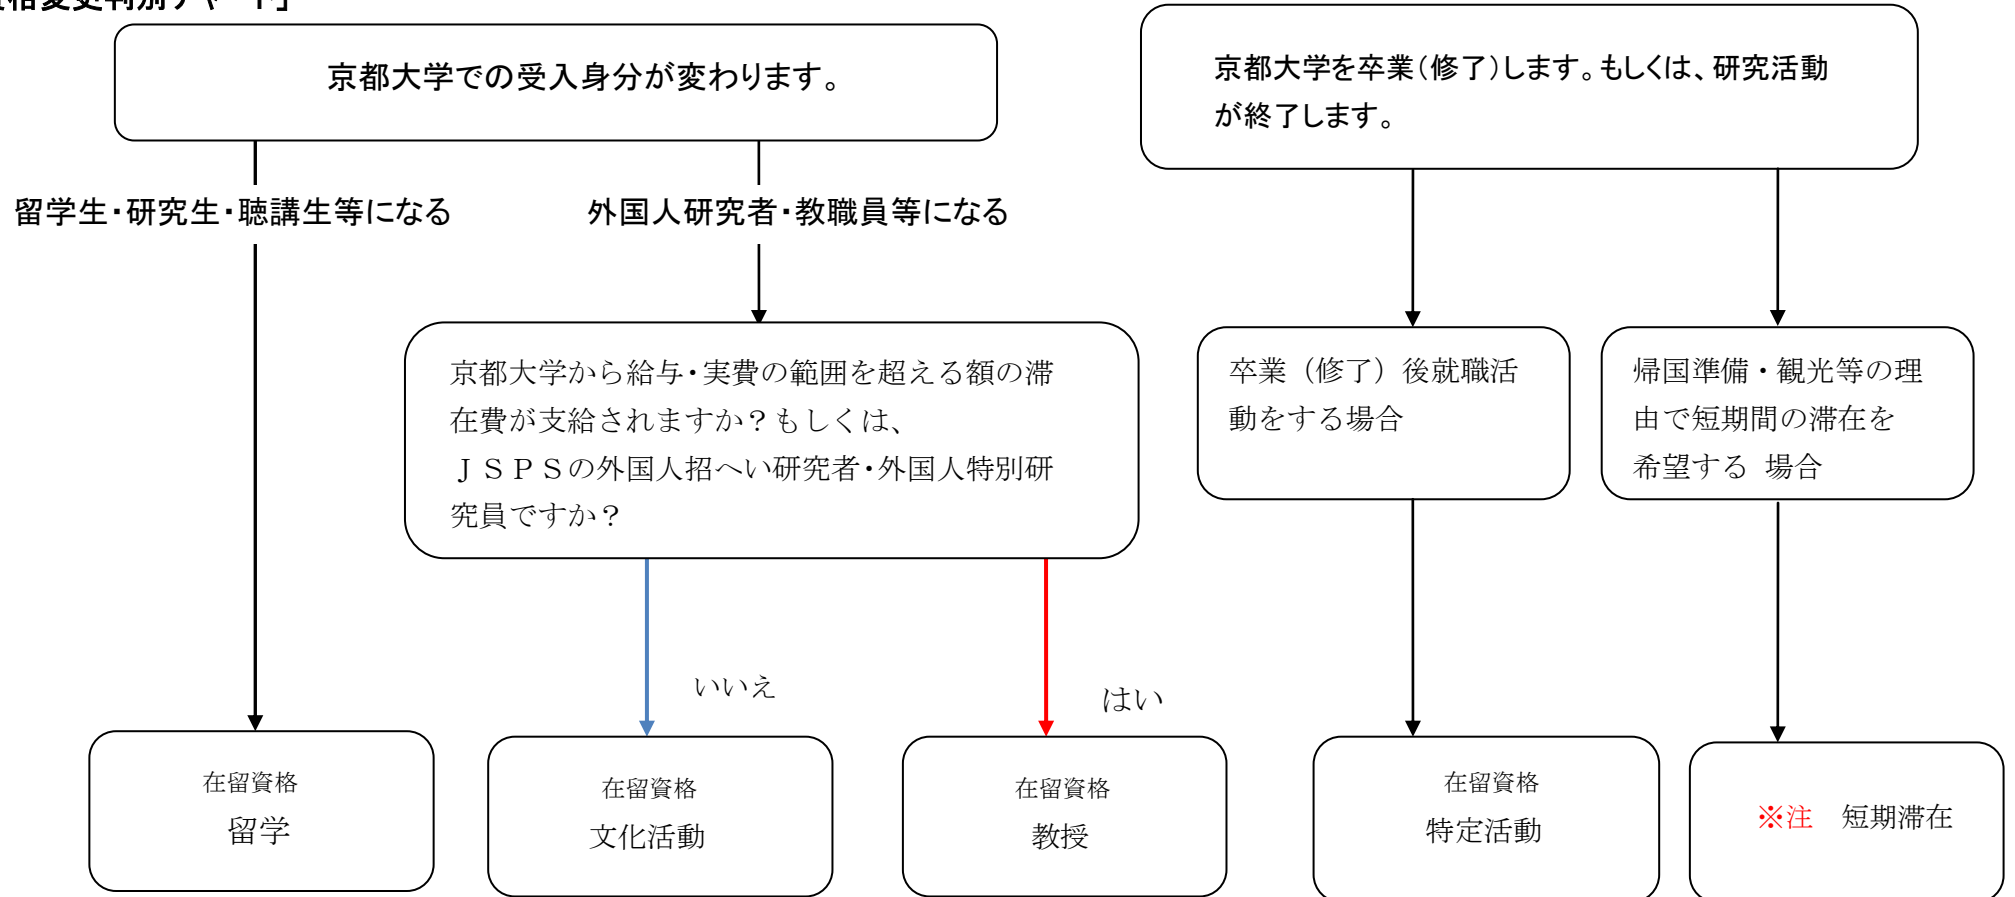 格変更判別チャート］
京都大学での受入身分が変わります。
京都大学を卒業（修了）します。もしくは、研究活動
が終了します。
留学生・研究生・聴講生等になる
外国人研究者・教職員等になる
京都大学から給与・実費の範囲を超える額の滞
在費が支給されますか？もしくは、
ＪＳＰＳの外国人招へい研究者・外国人特別研
究員ですか？
卒業（修了）後就職活
動をする場合
帰国準備・観光等の理
由で短期間の滞在を
希望する 場合
いいえ
はい
在留資格
留学
在留資格
文化活動
在留資格
教授
在留資格
特定活動
※注　短期滞在